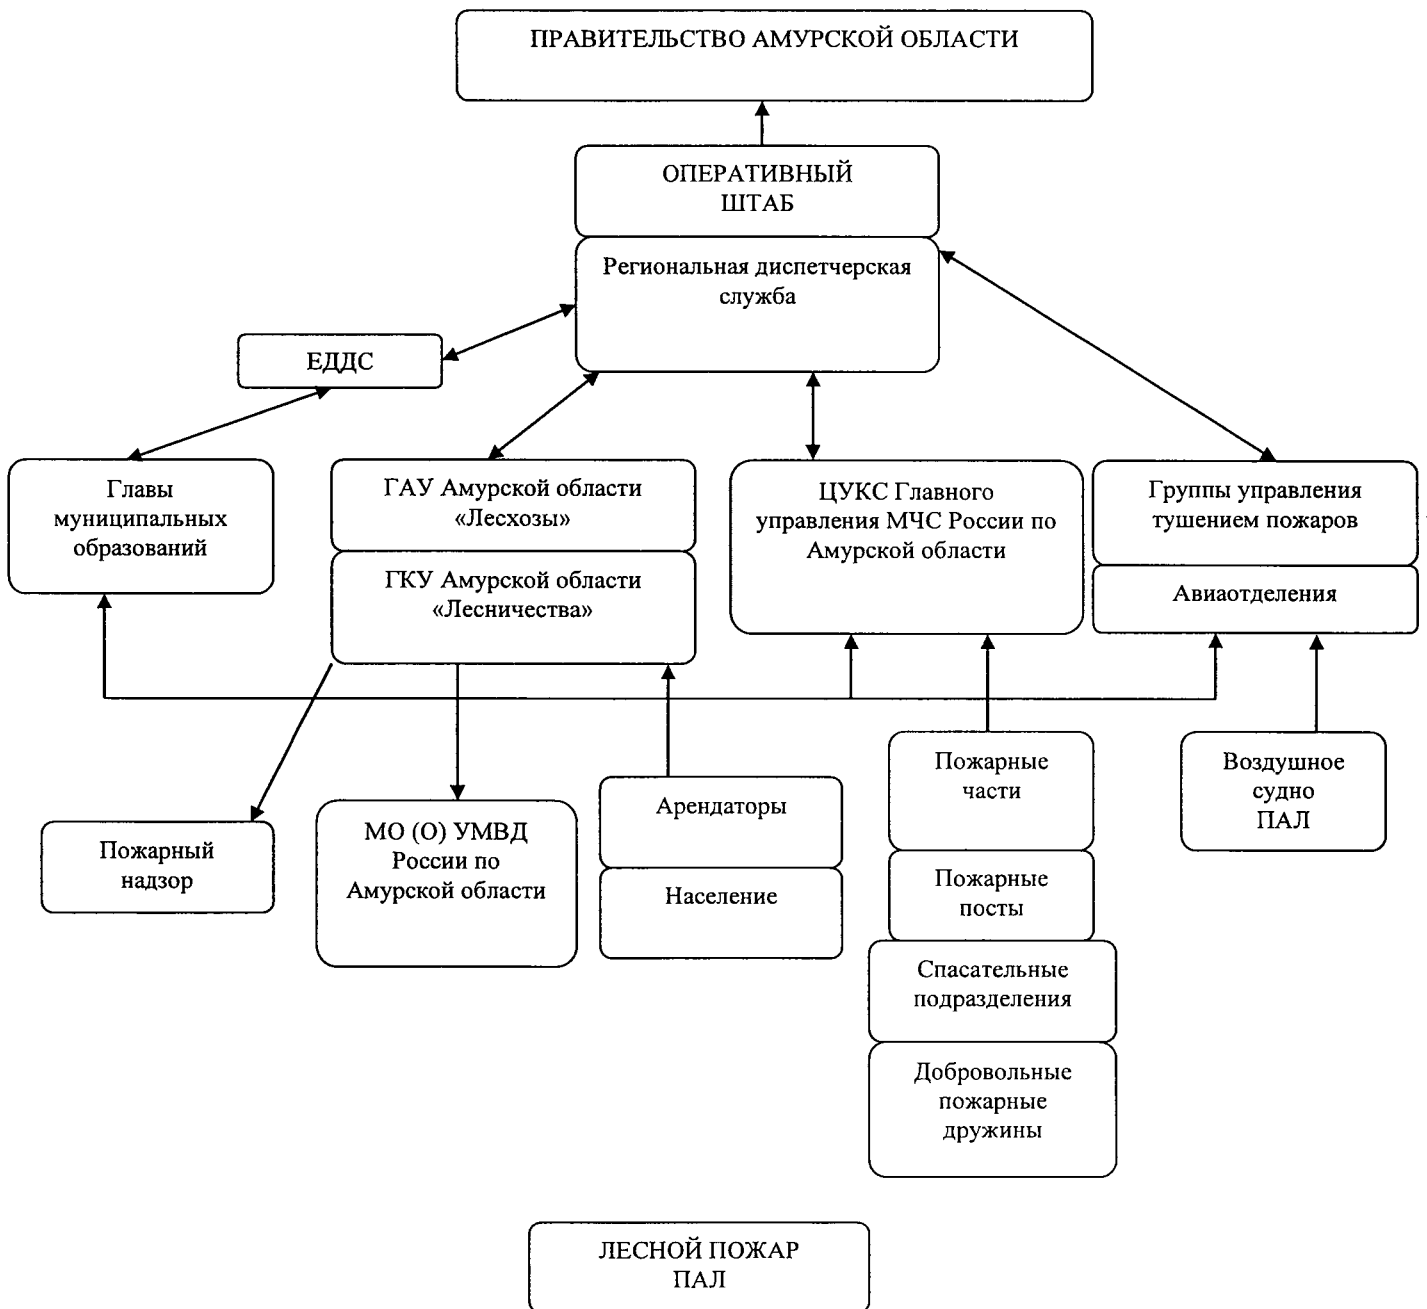 ПРАВИТЕЛЬСТВО АМУРСКОЙ ОБЛАСТИ
ОПЕРАТИВНЫЙ
ШТАБ
Региональная диспетчерская
служба
ЕДДС
Главы
муниципальных
образований
ГАУ Амурской области
«Лесхозы»
ГКУ Амурской области
«Лесничества»
ЦУКС Главного
управления МЧС России по
Амурской области
Группы управления
тушением пожаров
Авиаотделения
Пожарный
надзор
МО (О) УМВД
России по
Амурской области
Арендаторы
Население
Пожарные
части
Пожарные
посты
Спасательные
подразделения
Добровольные
пожарные
дружины
Воздушное
судно
ПАЛ
ЛЕСНОЙ ПОЖАР
ПАЛ